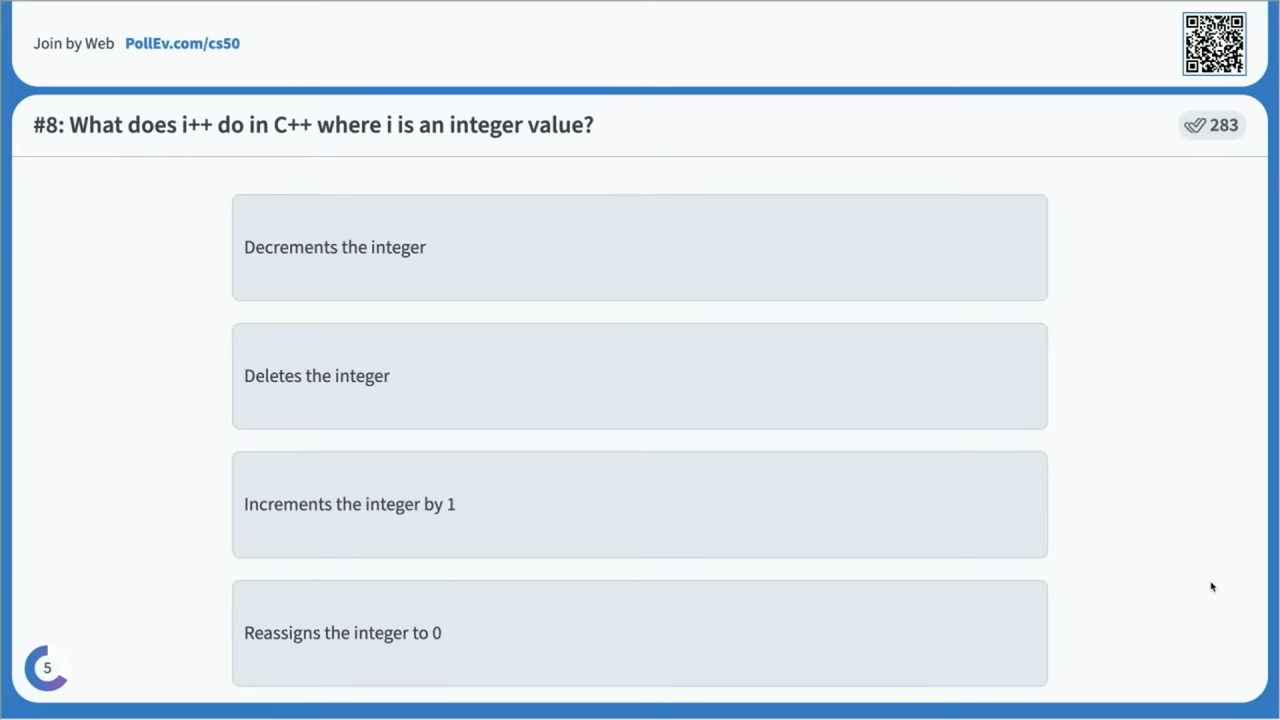 Join by Web PollEv.com/cs50
#8: What does i++ do in C++ where i is an integer value?
283
Decrements the integer
Deletes the integer
Increments the integer by 1
Reassigns the integer to 0
5